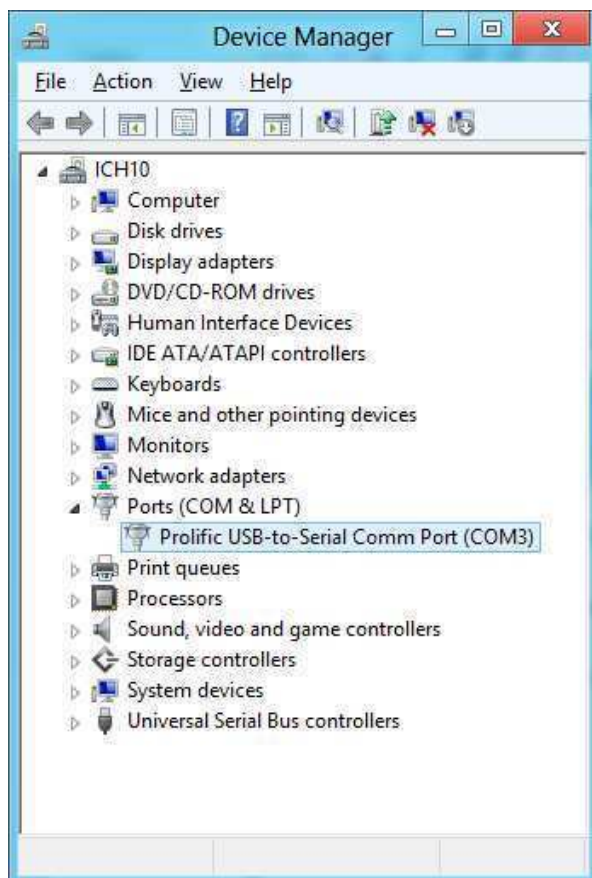 Device Manager
File Action View Help
ICH10
Computer
Disk drives
Display adapters
DVD/CD-ROM drives
Human Interface Devices
IDE ATA/ATAPI controllers
Keyboards
Mice and other pointing devices
Monitors
Network adapters
Ports (COM & LPT)
Prolific USB-to-Serial Comm Port (COM3)
Print queues
Processors
Sound, video and game controllers
Storage controllers
System devices
Universal Serial Bus controllers